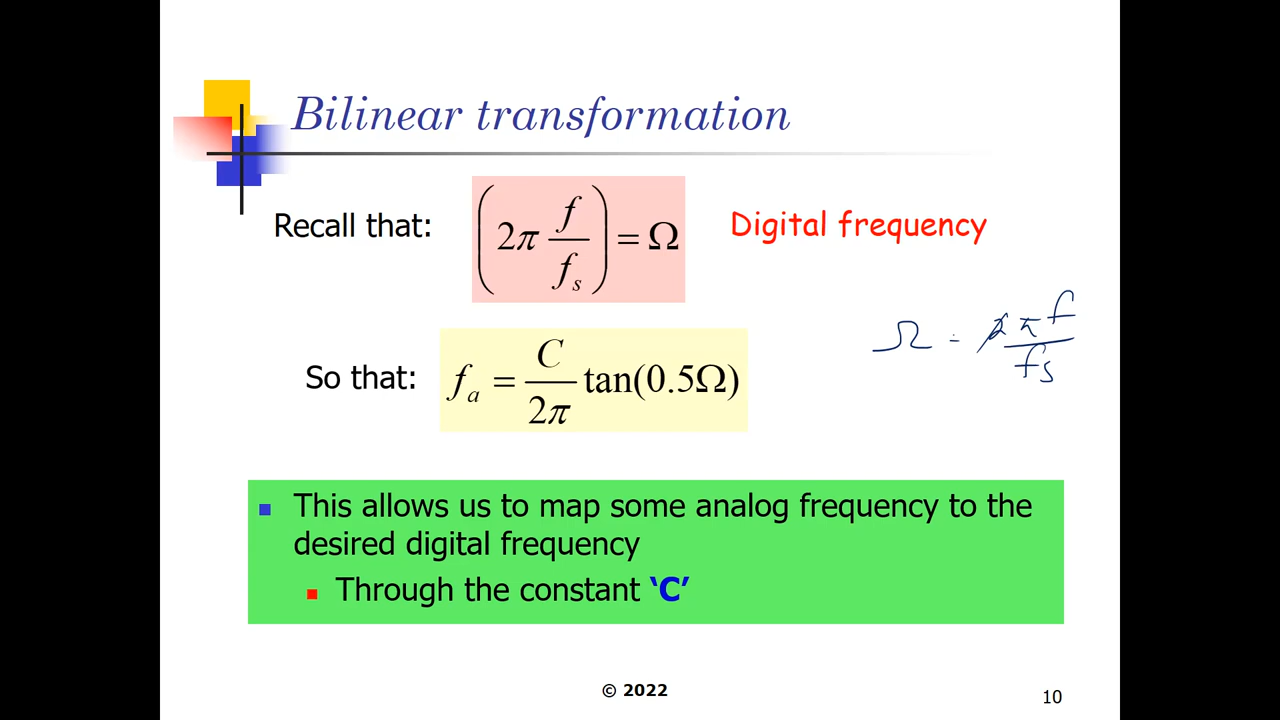 Bilinear transformation
Recall that: (2π f/fs) = Ω Digital frequency
Ω = 2πf/fs
So that: fa = C/2π tan(0.5Ω)
This allows us to map some analog frequency to the
desired digital frequency
Through the constant ‘C’
© 2022
10